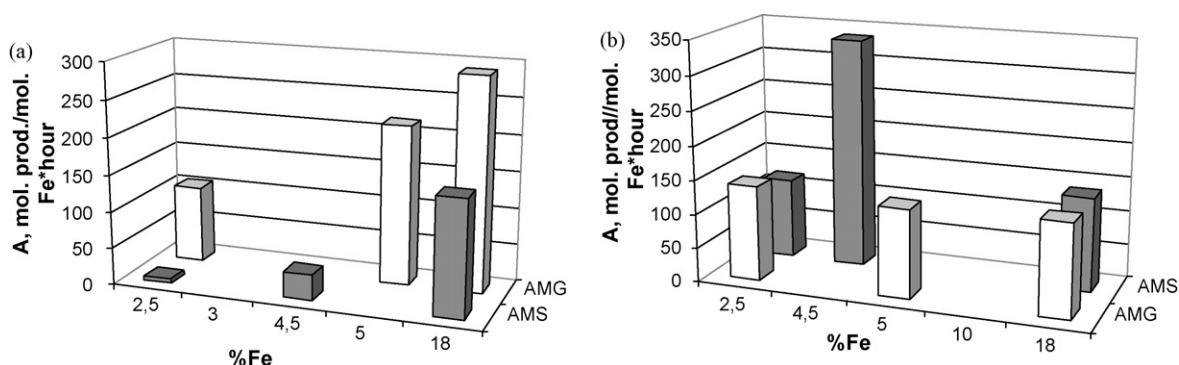 (a)
A, mol. prod./mol.
Fe*hour
300
250
200
150
100
50
0
2,5
3
4,5
5
18
%Fe
AMG
AMS
(b)
A, mol. prod//mol.
Fe*hour
350
300
250
200
150
100
50
0
2,5
4,5
5
10
18
%Fe
AMS
AMG